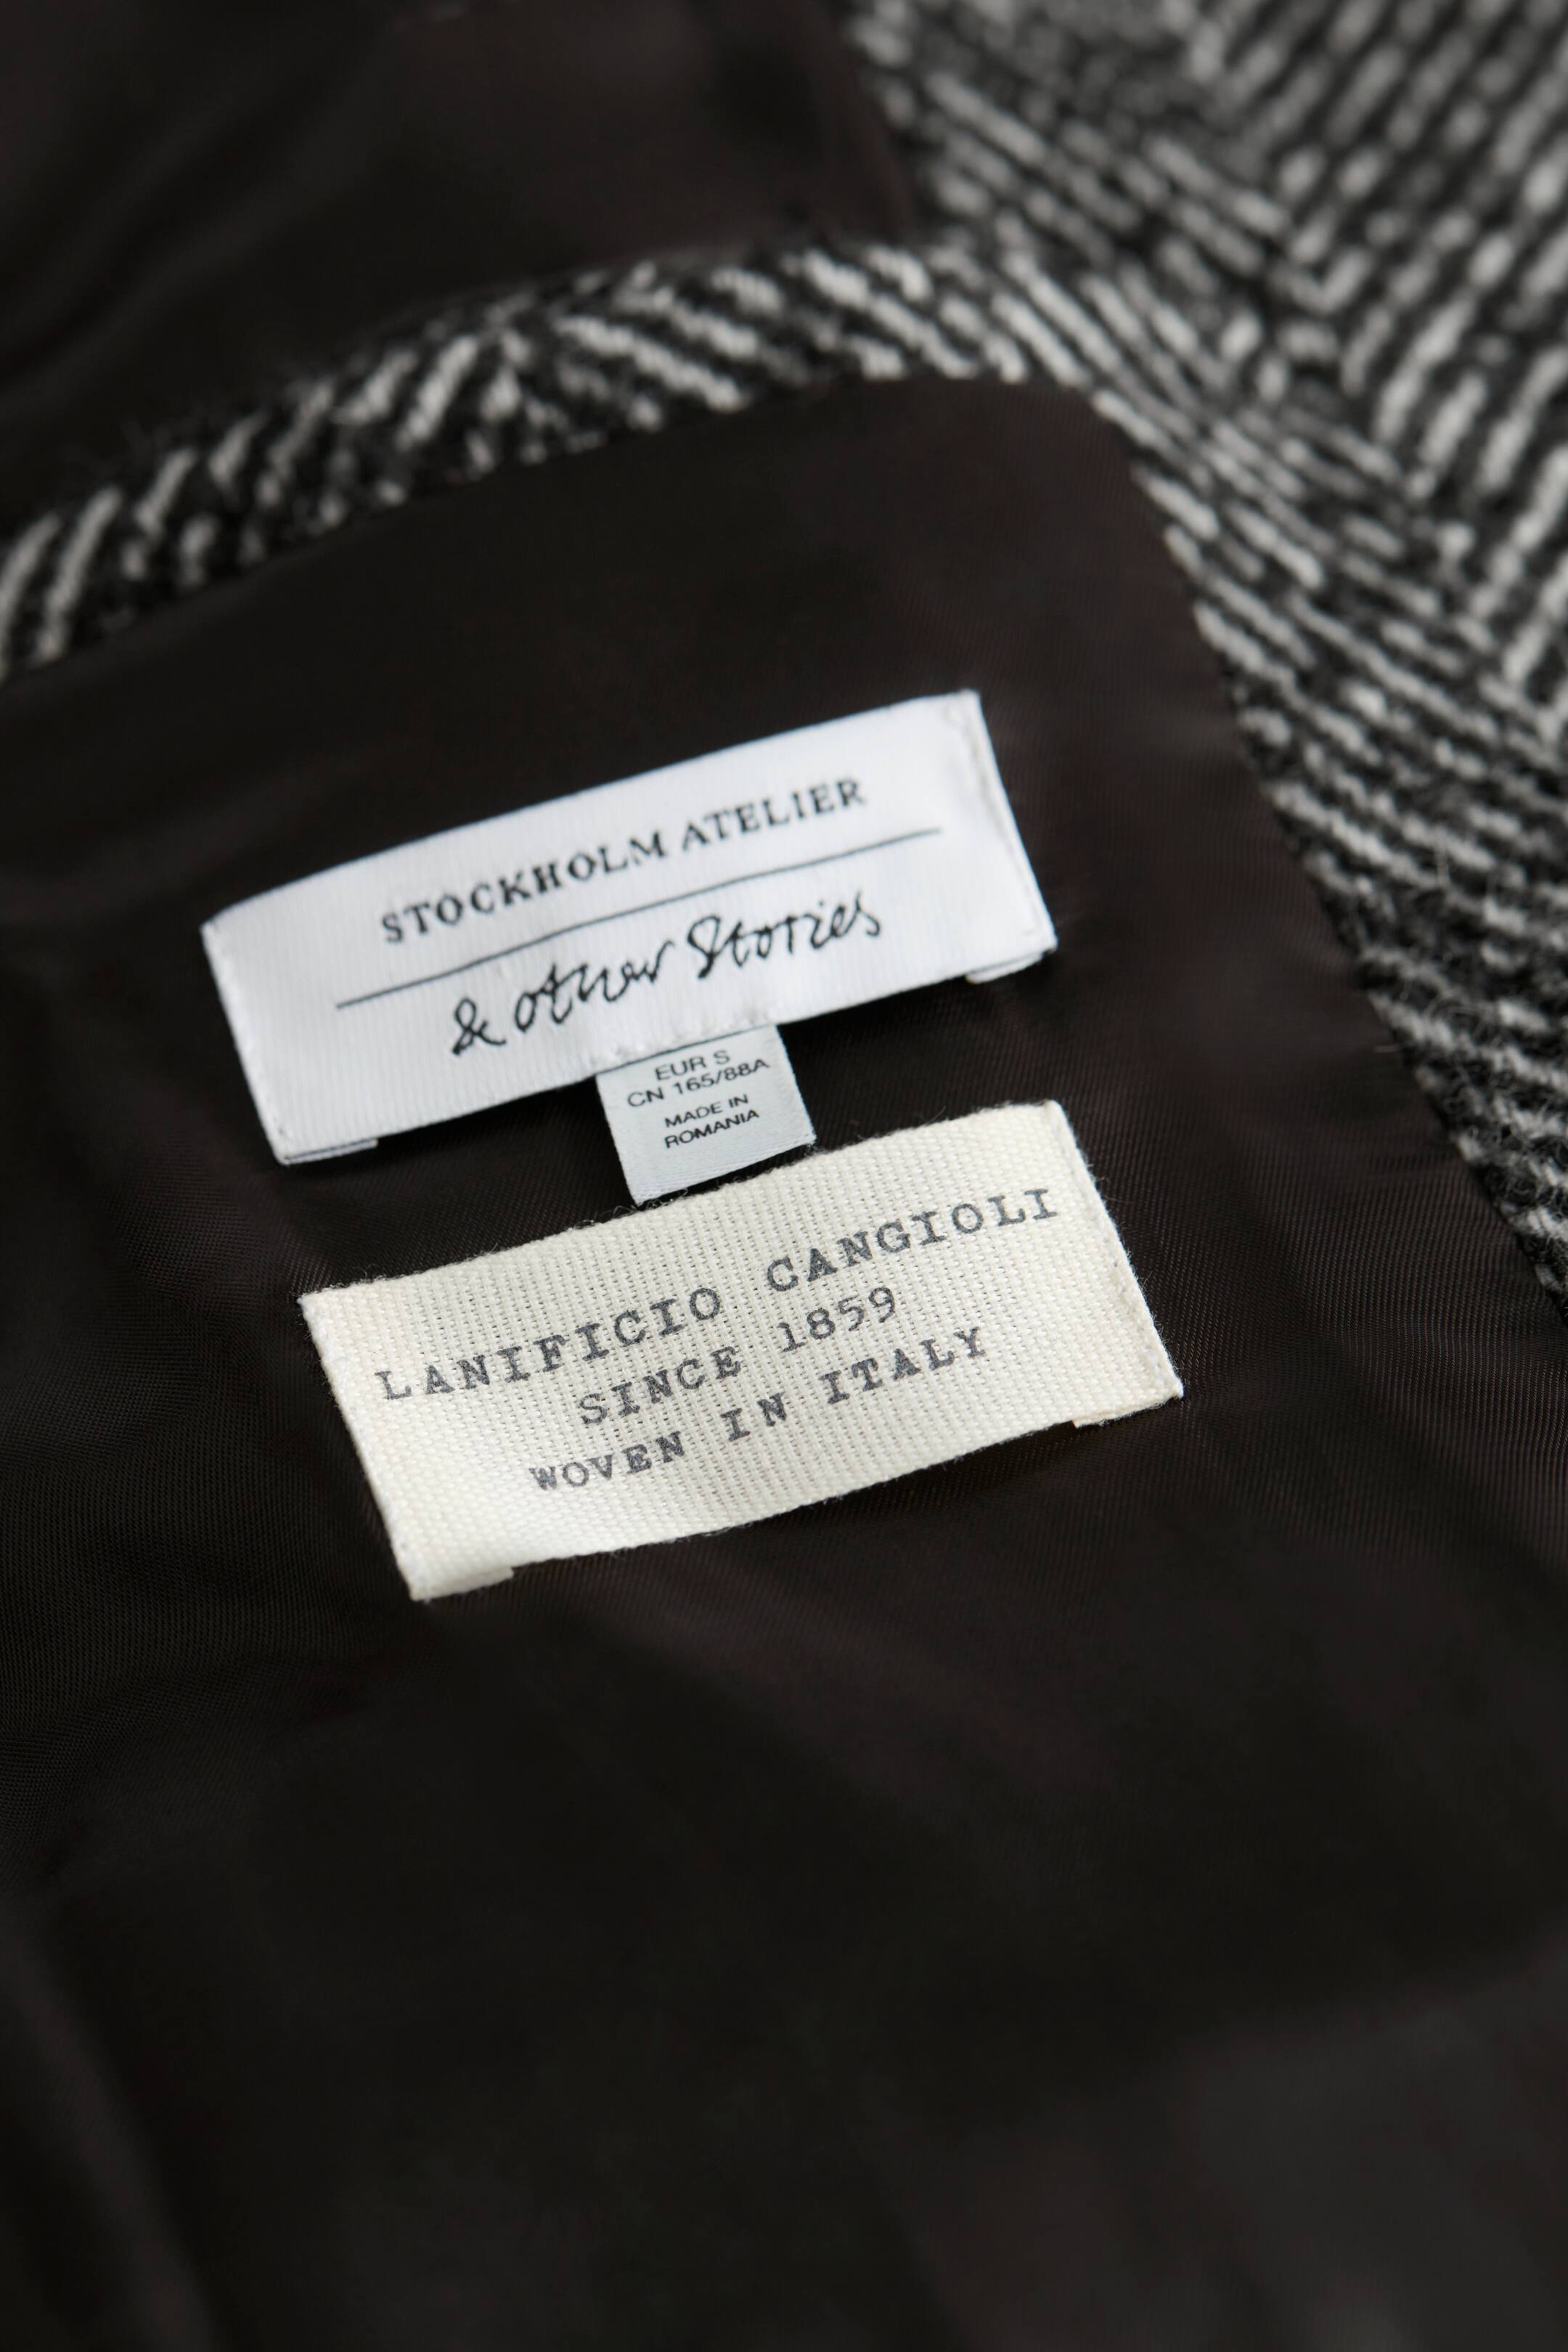 STOCKHOLM ATELIER
& other Stories
EUR S
CN 165/88A
MADE IN
ROMANIA
LANIFICIO CANGIOLI
SINCE 1859
WOVEN IN ITALY